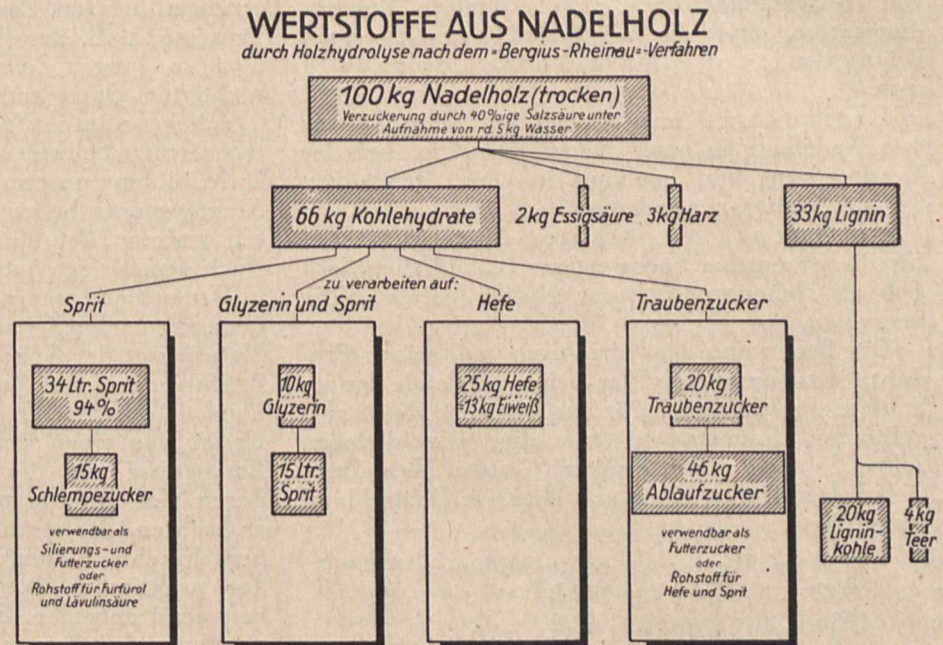 WERTSTOFFE AUS NADELHOLZ
durch Holzhydrolyse nach dem =Bergius-Rheinau=-Verfahren
100 kg Nadelholz (trocken)
Verzuckerung durch 40%ige Salzsäure unter
Aufnahme von rd. 5 kg Wasser
66 kg Kohlehydrate
2 kg Essigsäure
3 kg Harz
33 kg Lignin
zu verarbeiten auf:
Sprit
Glyzerin und Sprit
Hefe
Traubenzucker
34 Ltr. Sprit
94%
15 kg
Schlempezucker
verwendbar als
Silierungs- und
Futterzucker
oder
Rohstoff für Furfurol
und Lävulinsäure
10 kg
Glyzerin
15 Ltr.
Sprit
25 kg Hefe
=13 kg Eiweiß
20 kg
Traubenzucker
46 kg
Ablaufzucker
verwendbar als
Futterzucker
oder
Rohstoff für
Hefe und Sprit
20 kg
Lignin-
kohle
4 kg
Teer